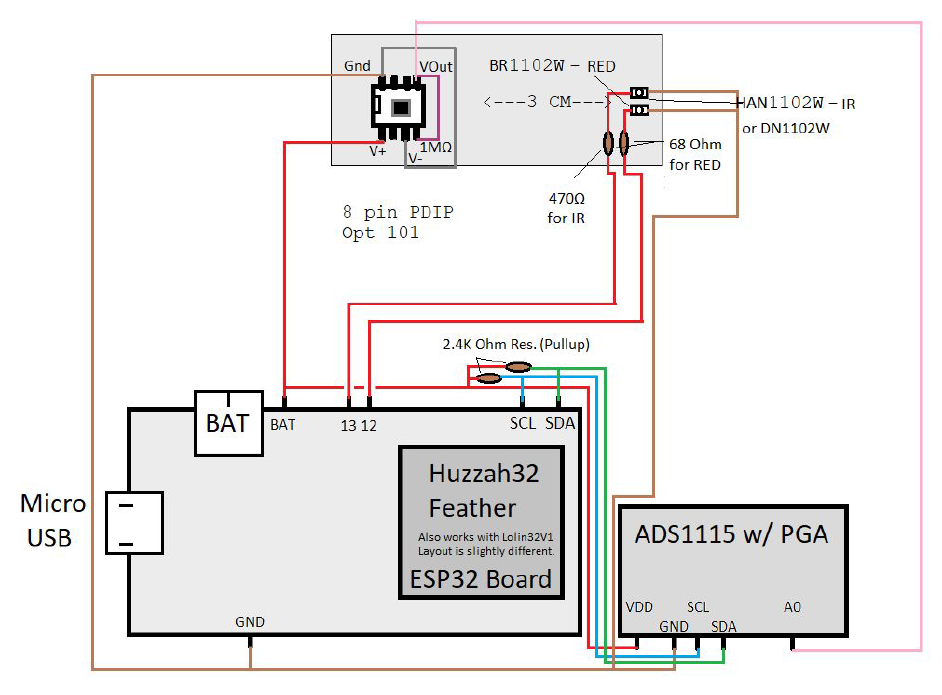 Gnd
VOut
BR1102W - RED
<---3 CM--->
HAN1102W - IR
or DN1102W
V+
V-
1MΩ
68 Ohm
for RED
470Ω
for IR
8 pin PDIP
Opt 101
2.4K Ohm Res. (Pullup)
BAT
BAT
13 12
SCL SDA
Huzzah32
Feather
Also works with Lolin32V1
Layout is slightly different.
ESP32 Board
Micro
USB
GND
ADS1115 w/ PGA
VDD
SCL
A0
GND
SDA